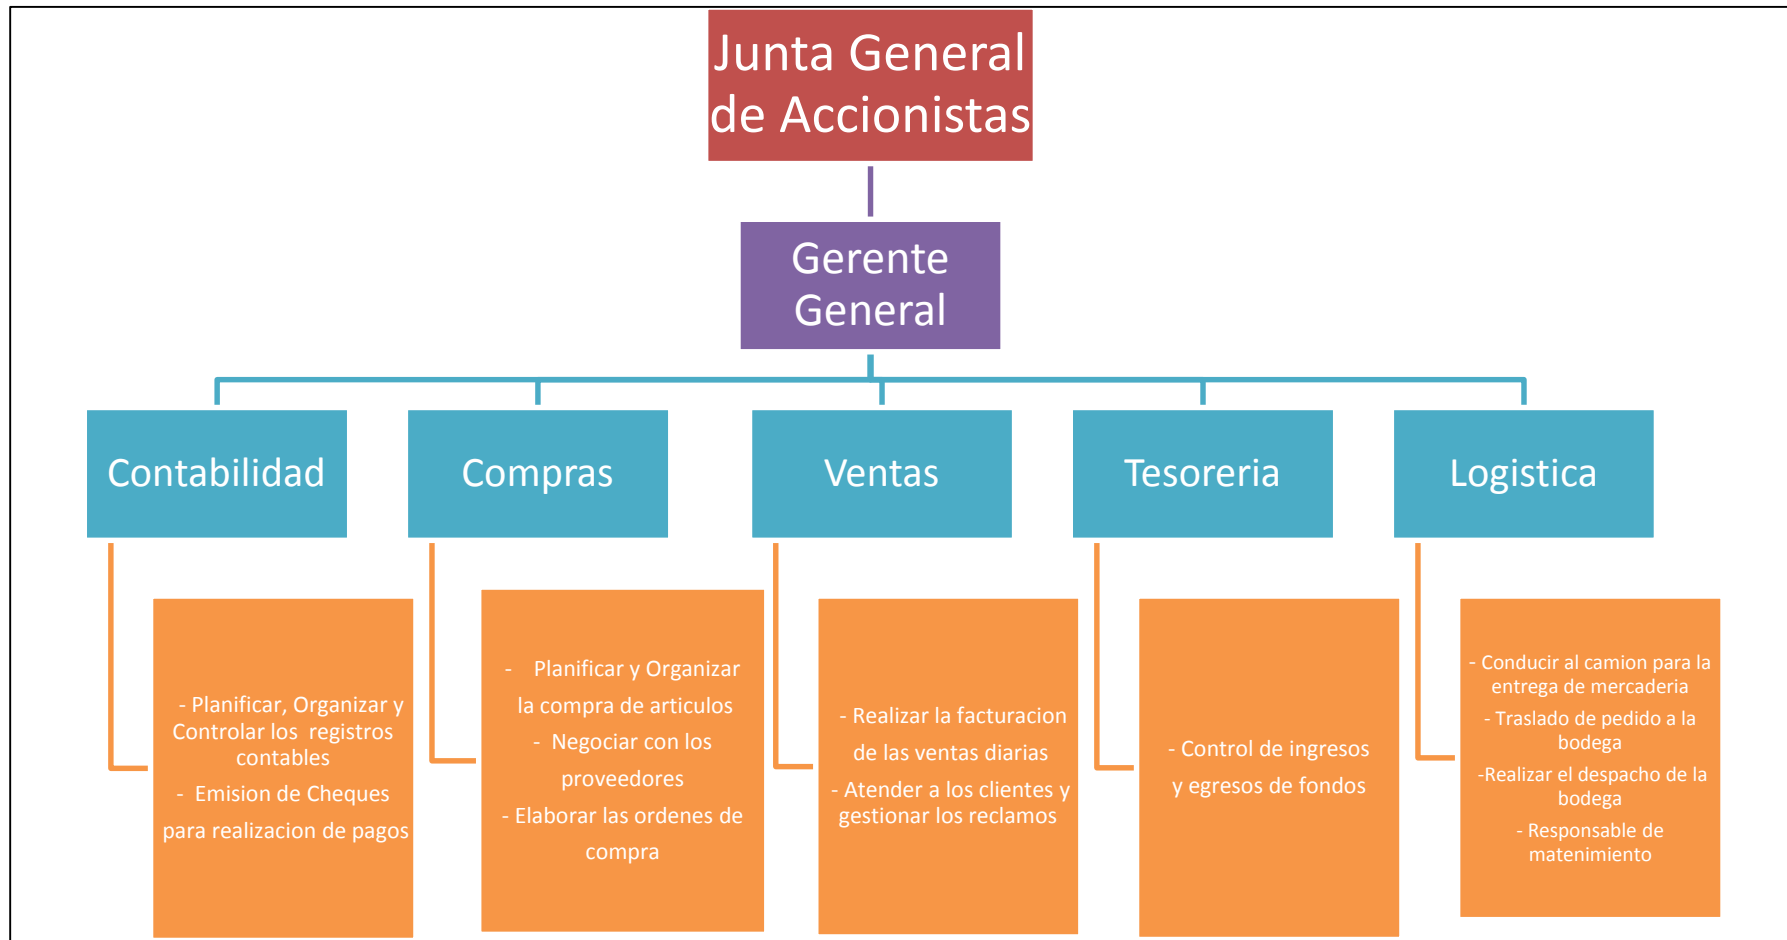 Junta General
de Accionistas
Gerente
General
Contabilidad
Compras
Ventas
Tesoreria
Logistica
- Planificar, Organizar y
Controlar los registros
contables
- Emision de Cheques
para realizacion de pagos
- Planificar y Organizar
la compra de articulos
- Negociar con los
proveedores
- Elaborar las ordenes de
compra
- Realizar la facturacion
de las ventas diarias
- Atender a los clientes y
gestionar los reclamos
- Control de ingresos
y egresos de fondos
- Conducir al camion para la
entrega de mercaderia
- Traslado de pedido a la
bodega
-Realizar el despacho de la
bodega
- Responsable de
matenimiento